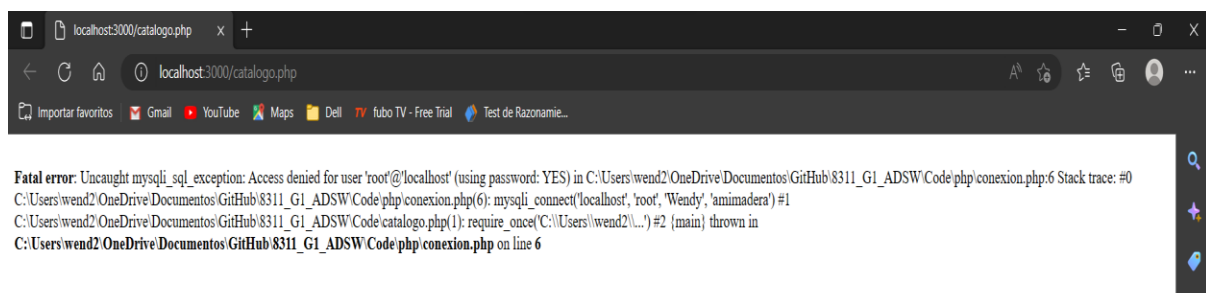 localhost:3000/catalogo.php
localhost:3000/catalogo.php
Importar favoritos Gmail YouTube Maps Dell TV fubo TV - Free Trial Test de Razonamie...
Fatal error: Uncaught mysqli_sql_exception: Access denied for user 'root'@'localhost' (using password: YES) in C:\Users\wend2\OneDrive\Documentos\GitHub\8311_G1_ADSW\Code\php\conexion.php:6 Stack trace: #0
C:\Users\wend2\OneDrive\Documentos\GitHub\8311_G1_ADSW\Code\php\conexion.php(6): mysqli_connect('localhost', 'root', 'Wendy', 'amimadera') #1
C:\Users\wend2\OneDrive\Documentos\GitHub\8311_G1_ADSW\Code\catalogo.php(1): require_once('C:\\Users\\wend2\\...') #2 {main} thrown in
C:\Users\wend2\OneDrive\Documentos\GitHub\8311_G1_ADSW\Code\php\conexion.php on line 6